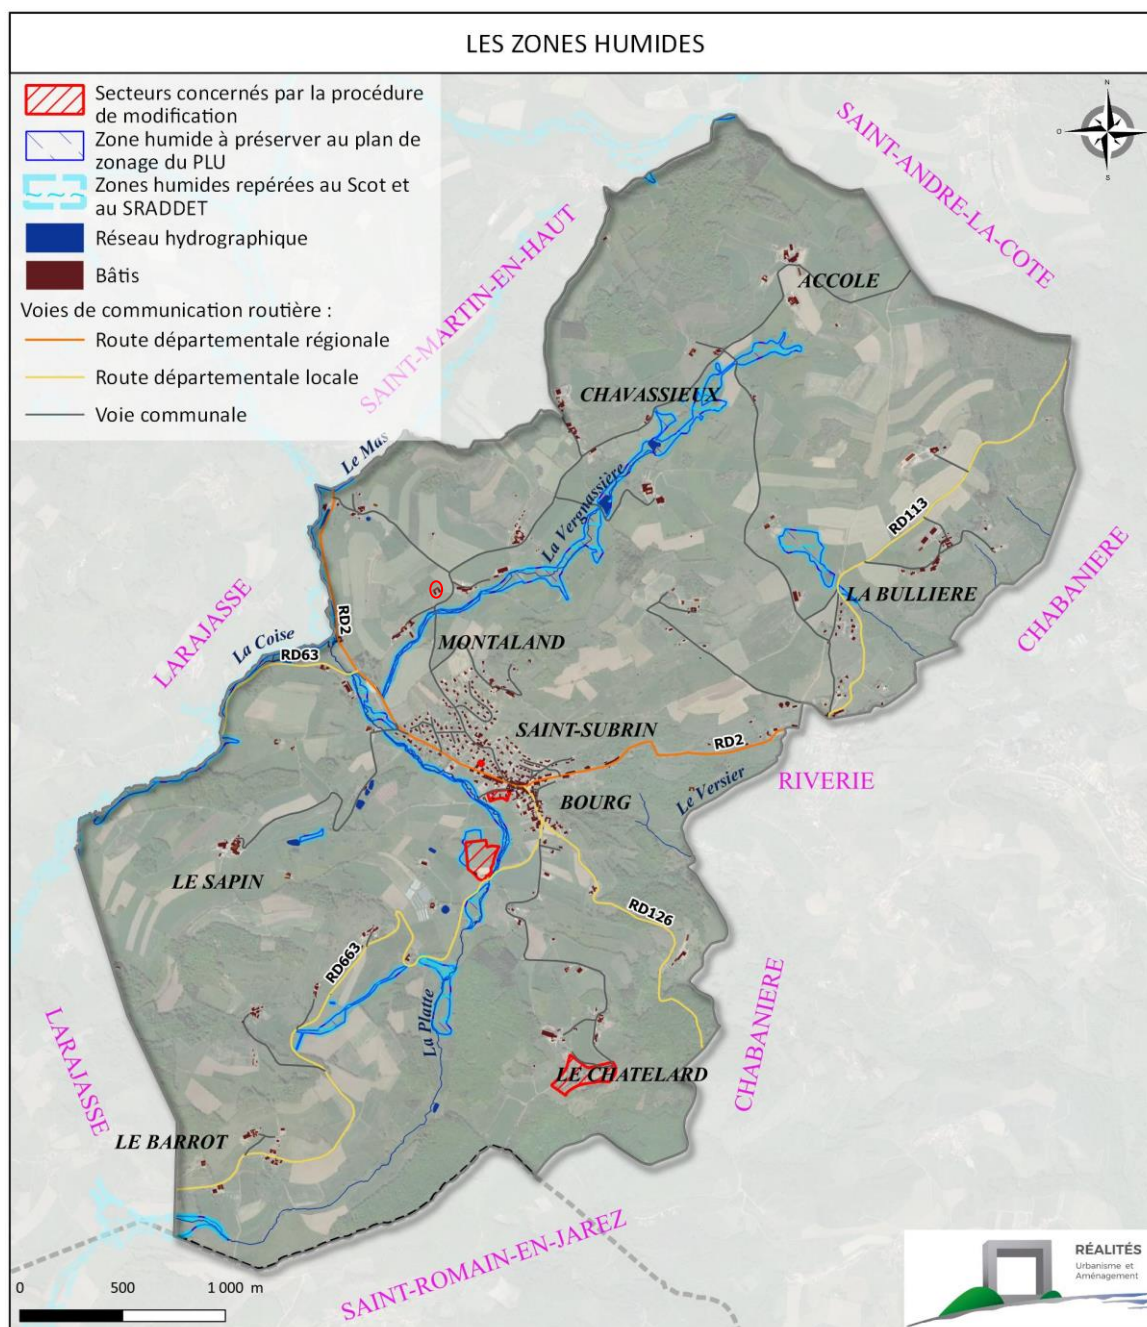 LES ZONES HUMIDES
Secteurs concernés par la procédure
de modification
Zone humide à préserver au plan de
zonage du PLU
Zones humides repérées au Scot et
au SRADDET
Réseau hydrographique
Bâtis
Voies de communication routière :
Route départementale régionale
Route départementale locale
Voie communale
N
O
E
S
SAINT-ANDRE-LA-COTE
SAINT-MARTIN-EN-HAUT
ACCOLE
CHAVASSIEUX
Le Mas
La Vergnassière
RD113
LA BULLIERE
CHABANIERE
LARAJASSE
La Coise
RD2
RD63
MONTALAND
SAINT-SUBRIN
RD2
RIVERIE
BOURG
Le Versier
LE SAPIN
RD126
RD663
La Platte
LARAJASSE
LE CHATELARD
CHABANIERE
LE BARROT
SAINT-ROMAIN-EN-JAREZ
0 500 1 000 m
RÉALITÉS
Urbanisme et
Aménagement